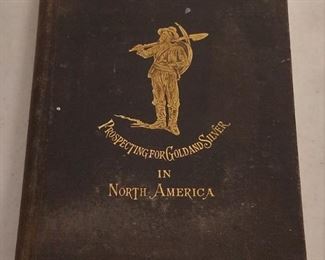 PROSPECTING FOR GOLD AND SILVER
IN
NORTH AMERICA